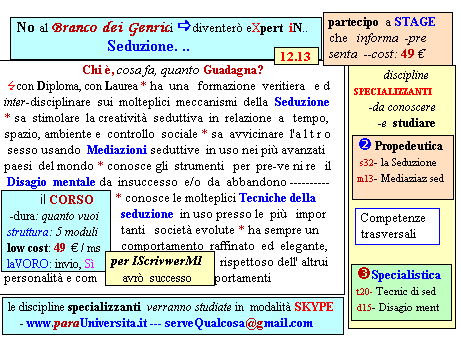 No al Branco dei Genrici ➩ diventerò eXpert iN..
Seduzione. ..
12.13
partecipo a STAGE
che informa -pre
senta --cost: 49 €
Chi è, cosa fa, quanto Guadagna?
con Diploma, con Laurea * ha una formazione veritiera e d
inter-disciplinare sui molteplici meccanismi della Seduzione
* sa stimolare la creatività seduttiva in relazione a tempo,
spazio, ambiente e controllo sociale * sa avvicinare l'a l t r o
sesso usando Mediazioni seduttive in uso nei più avanzati
paesi del mondo * conosce gli strumenti per pre-ve ni re il
Disagio mentale da insuccesso e/o da abbandono ----------
* conosce le molteplici Tecniche della
seduzione in uso presso le più impor
tanti società evolute * ha sempre un
comportamento raffinato ed elegante,
rispettoso dell' altrui
personalità e com
portamenti
il CORSO
-dura: quanto vuoi
struttura: 5 moduli
low cost: 49 € / ms
laVORO: invio, Sì
per IScrivwerMI
avrò successo
disciplina
SPECIALIZZANTI
-da conoscere
-e studiare
❷ Propedeutica
s32- la Seduzione
m13- Mediaziaz sed
Competenze
trasversali
❸Specialistica
t20- Tecnic di sed
d15- Disagio ment
le discipline specializzanti verranno studiate in modalità SKYPE
- www.paraUniversita.it --- serveQualcosa@gmail.com